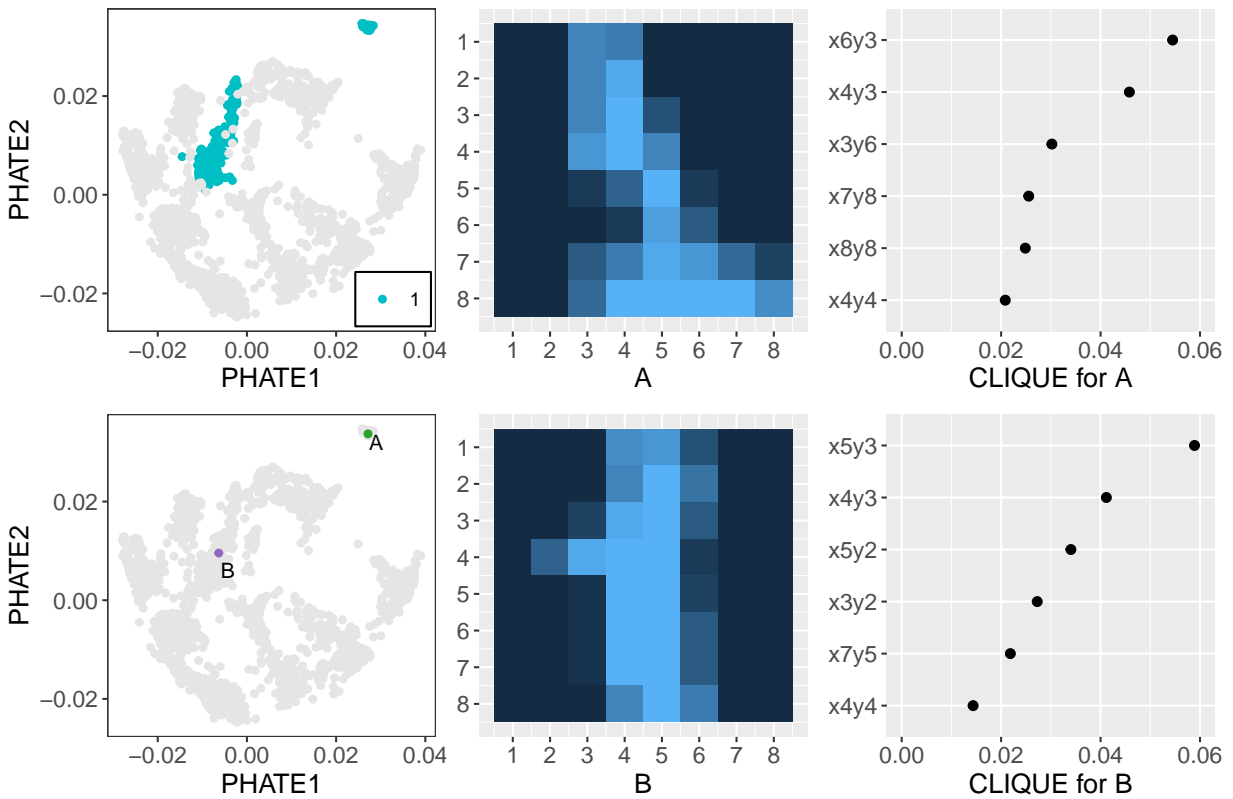 PHATE2
0.02
0.00
−0.02
−0.02 0.00 0.02 0.04
PHATE1
1
1
2
3
4
5
6
7
8
1 2 3 4 5 6 7 8
A
x6y3
x4y3
x3y6
x7y8
x8y8
x4y4
0.00 0.02 0.04 0.06
CLIQUE for A
PHATE2
0.02
0.00
−0.02
−0.02 0.00 0.02 0.04
PHATE1
A
B
1
2
3
4
5
6
7
8
1 2 3 4 5 6 7 8
B
x5y3
x4y3
x5y2
x3y2
x7y5
x4y4
0.00 0.02 0.04 0.06
CLIQUE for B